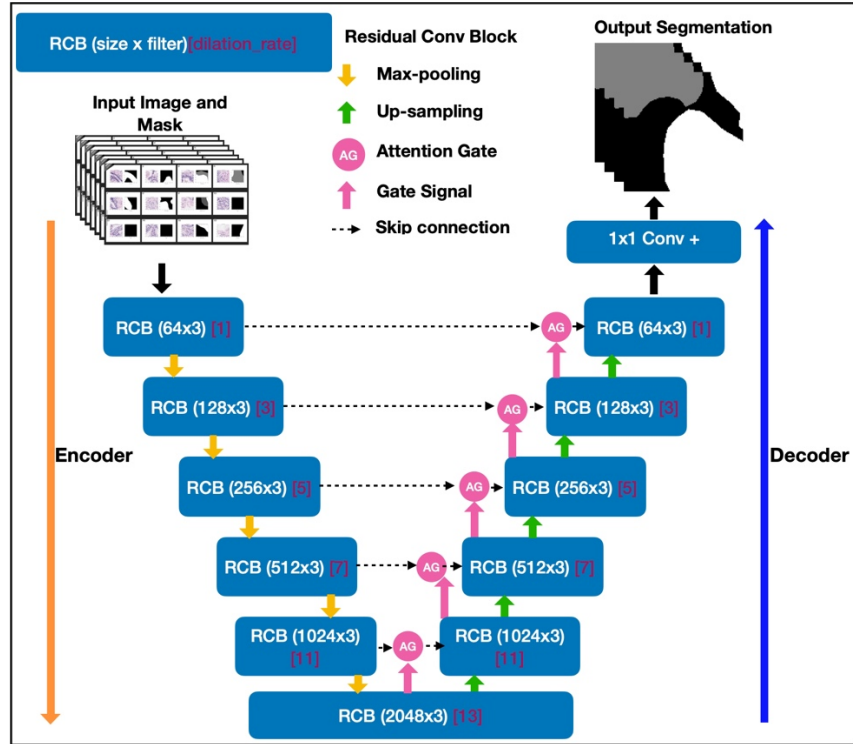 RCB (size x filter)[dilation_rate]
Residual Conv Block
Max-pooling
Up-sampling
AG
Attention Gate
Gate Signal
Skip connection
Output Segmentation
Input Image and
Mask
1x1 Conv +
RCB (64x3) [1]
AG
RCB (64x3) [1]
RCB (128x3) [3]
AG
RCB (128x3) [3]
Encoder
Decoder
RCB (256x3) [5]
AG
RCB (256x3) [5]
RCB (512x3) [7]
AG
RCB (512x3) [7]
RCB (1024x3)
[11]
AG
RCB (1024x3)
[11]
RCB (2048x3) [13]